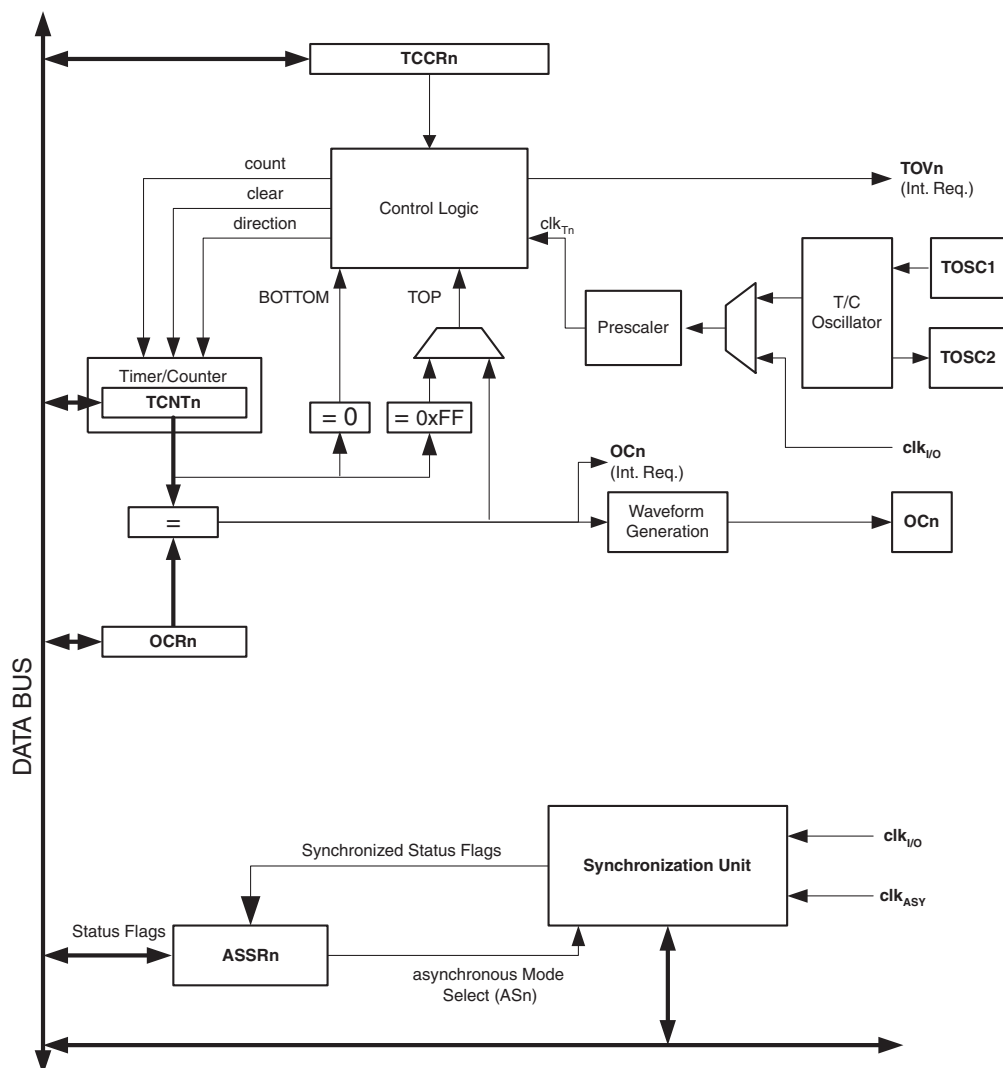 TCCRn
count
clear
direction
Control Logic
TOVn
(Int. Req.)
clkTn
BOTTOM
TOP
Prescaler
T/C
Oscillator
TOSC1
TOSC2
Timer/Counter
TCNTn
= 0
= 0xFF
clkI/O
OCn
(Int. Req.)
=
Waveform
Generation
OCn
OCRn
DATA BUS
Synchronized Status Flags
Synchronization Unit
clkI/O
clkASY
Status Flags
ASSRn
asynchronous Mode
Select (ASn)